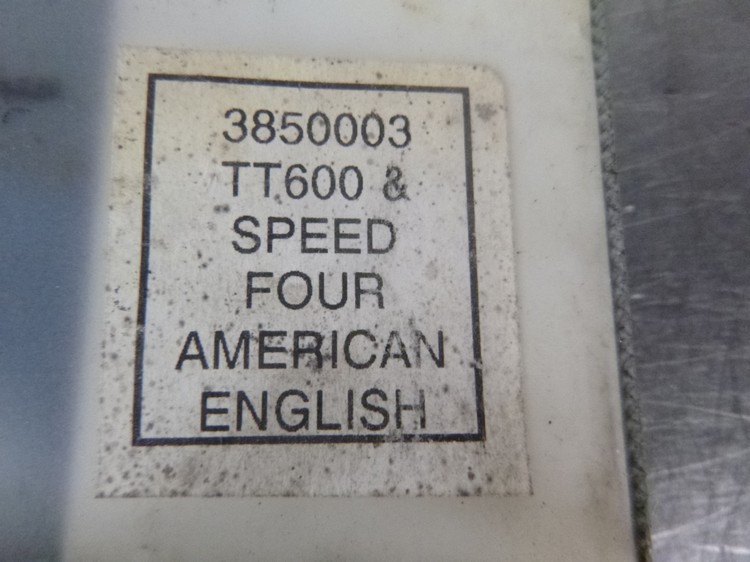 3850003
TT600 &
SPEED
FOUR
AMERICAN
ENGLISH